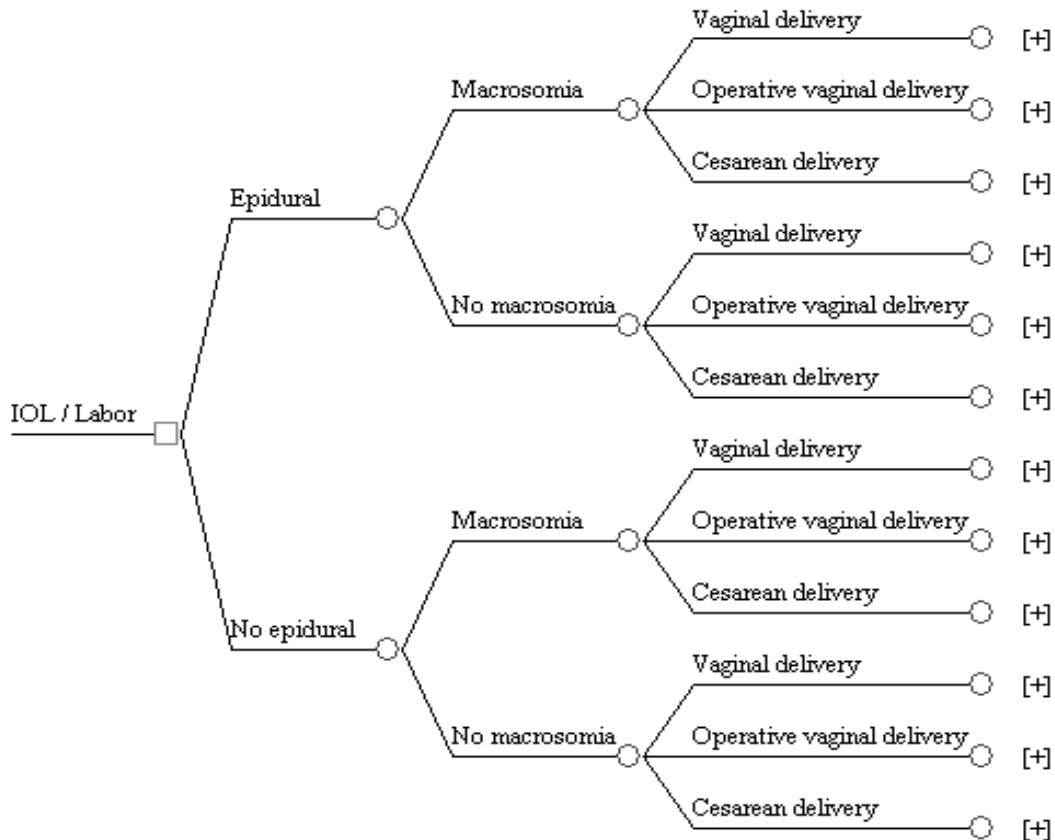 Vaginal delivery
[+]
Macrosomia
Operative vaginal delivery
[+]
Cesarean delivery
[+]
Epidural
Vaginal delivery
[+]
No macrosomia
Operative vaginal delivery
[+]
Cesarean delivery
[+]
IOL / Labor
Vaginal delivery
[+]
Macrosomia
Operative vaginal delivery
[+]
Cesarean delivery
[+]
No epidural
Vaginal delivery
[+]
No macrosomia
Operative vaginal delivery
[+]
Cesarean delivery
[+]